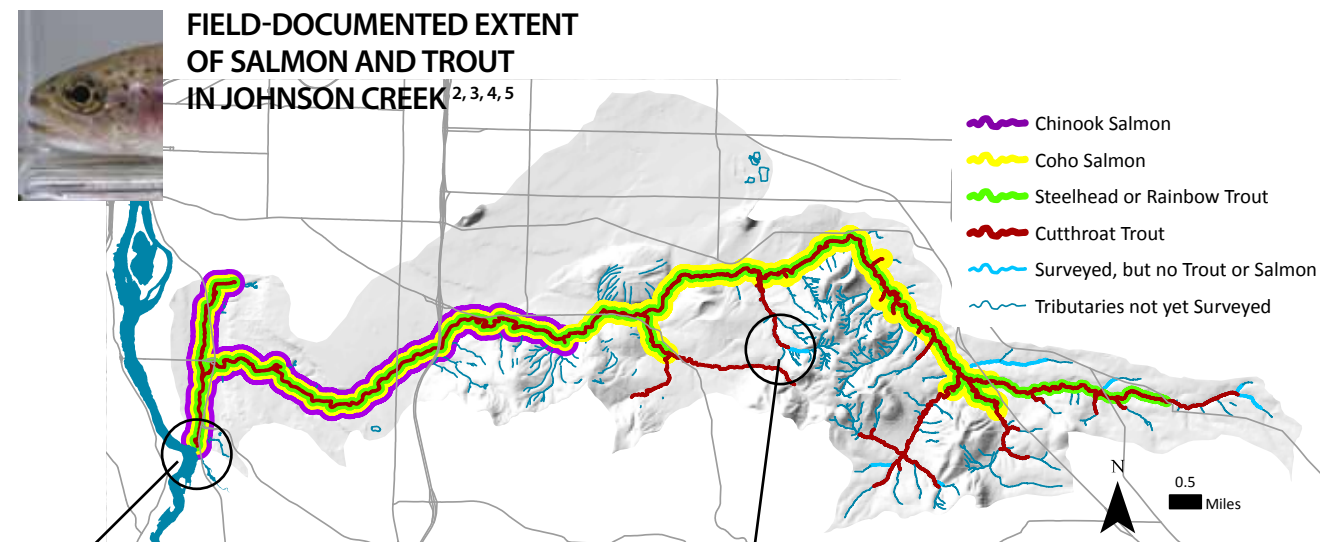 FIELD-DOCUMENTED EXTENT
OF SALMON AND TROUT
IN JOHNSON CREEK 2, 3, 4, 5
Chinook Salmon
Coho Salmon
Steelhead or Rainbow Trout
Cutthroat Trout
Surveyed, but no Trout or Salmon
Tributaries not yet Surveyed
N
0.5
Miles